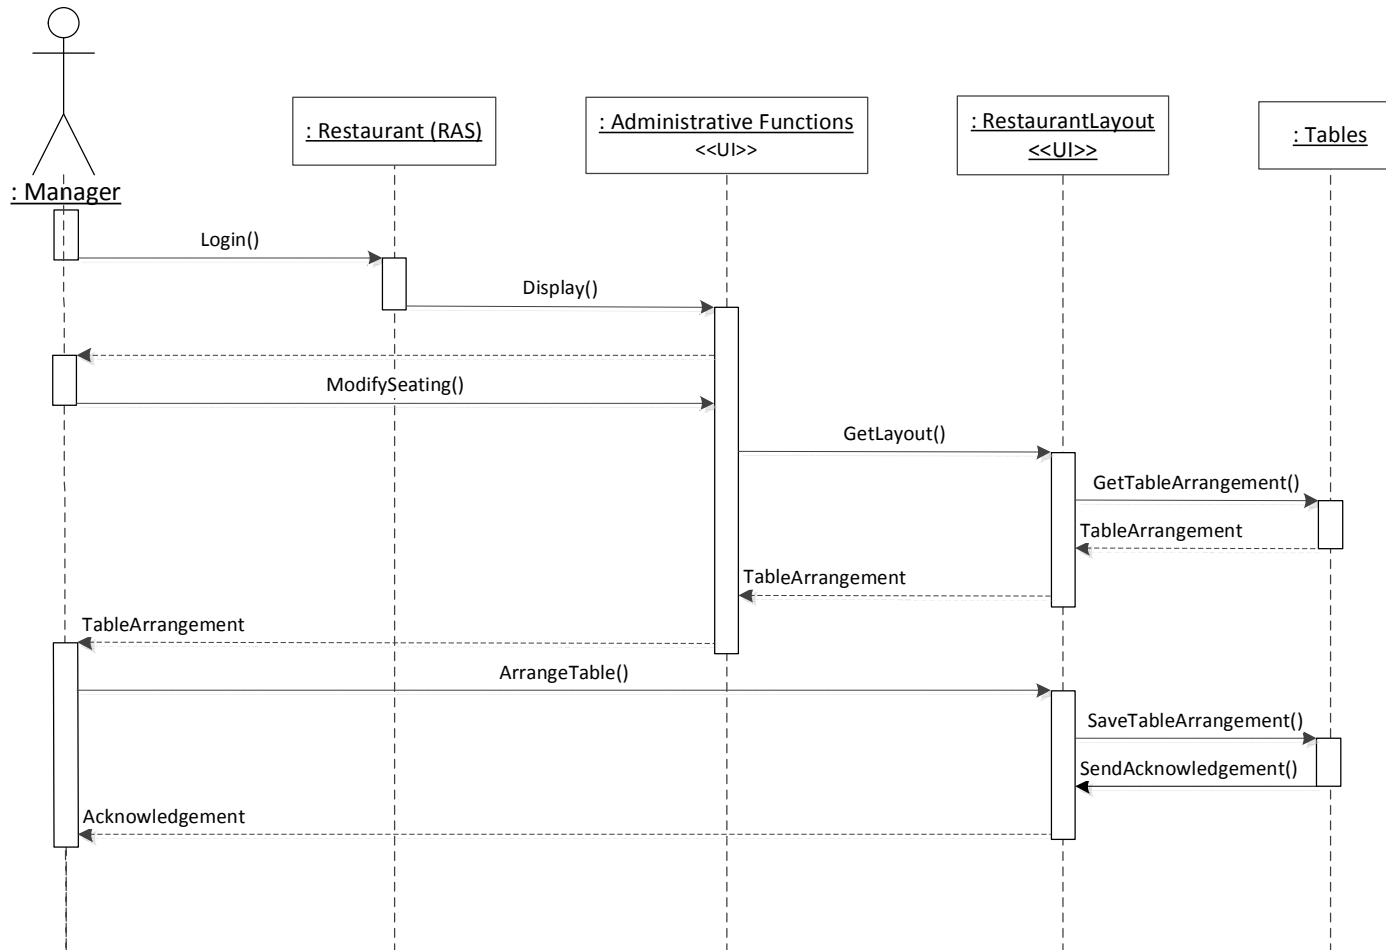 : Restaurant (RAS)
: Administrative Functions
<<UI>>
: RestaurantLayout
<<UI>>
: Tables
: Manager
Login()
Display()
ModifySeating()
GetLayout()
GetTableArrangement()
TableArrangement
TableArrangement
TableArrangement
ArrangeTable()
SaveTableArrangement()
SendAcknowledgement()
Acknowledgement